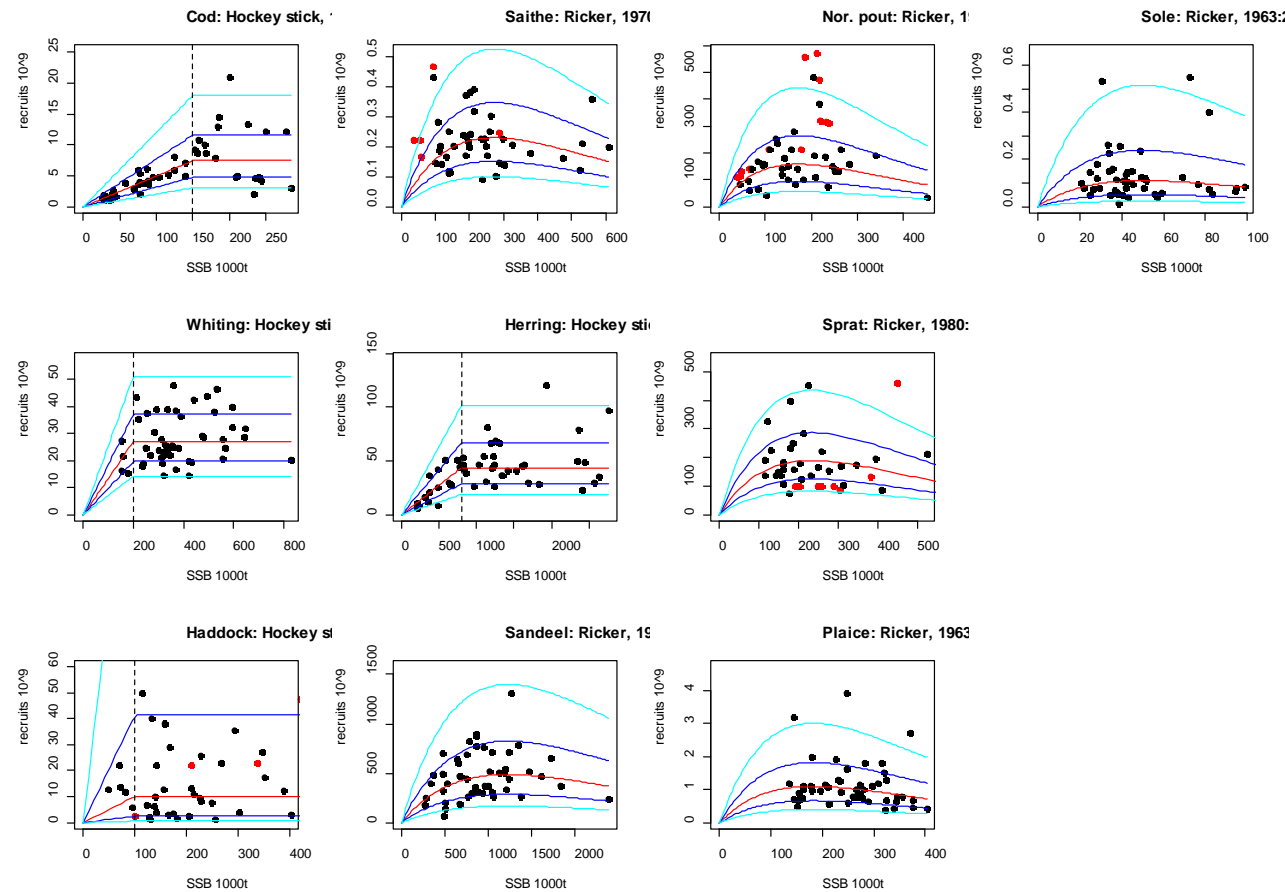 Cod: Hockey stick, 1
recruits 10^9
0 5 10 15 20 25
0 50 100 150 200 250
SSB 1000t
Saithe: Ricker, 1970
recruits 10^9
0.0 0.1 0.2 0.3 0.4 0.5
0 100 200 300 400 500 600
SSB 1000t
Nor. pout: Ricker, 1
recruits 10^9
0 100 300 500
0 100 200 300 400
SSB 1000t
Sole: Ricker, 1963:
recruits 10^9
0.0 0.2 0.4 0.6
0 20 40 60 80 100
SSB 1000t
Whiting: Hockey sti
recruits 10^9
0 10 20 30 40 50
0 200 400 600 800
SSB 1000t
Herring: Hockey sti
recruits 10^9
0 50 100 150
0 500 1000 2000
SSB 1000t
Sprat: Ricker, 1980:
recruits 10^9
0 100 300 500
0 100 200 300 400 500
SSB 1000t
Haddock: Hockey st
recruits 10^9
0 10 20 30 40 50 60
0 100 200 300 400
SSB 1000t
Sandeel: Ricker, 19
recruits 10^9
0 500 1000 1500
0 500 1000 1500 2000
SSB 1000t
Plaice: Ricker, 1963
recruits 10^9
0 1 2 3 4
0 100 200 300 400
SSB 1000t